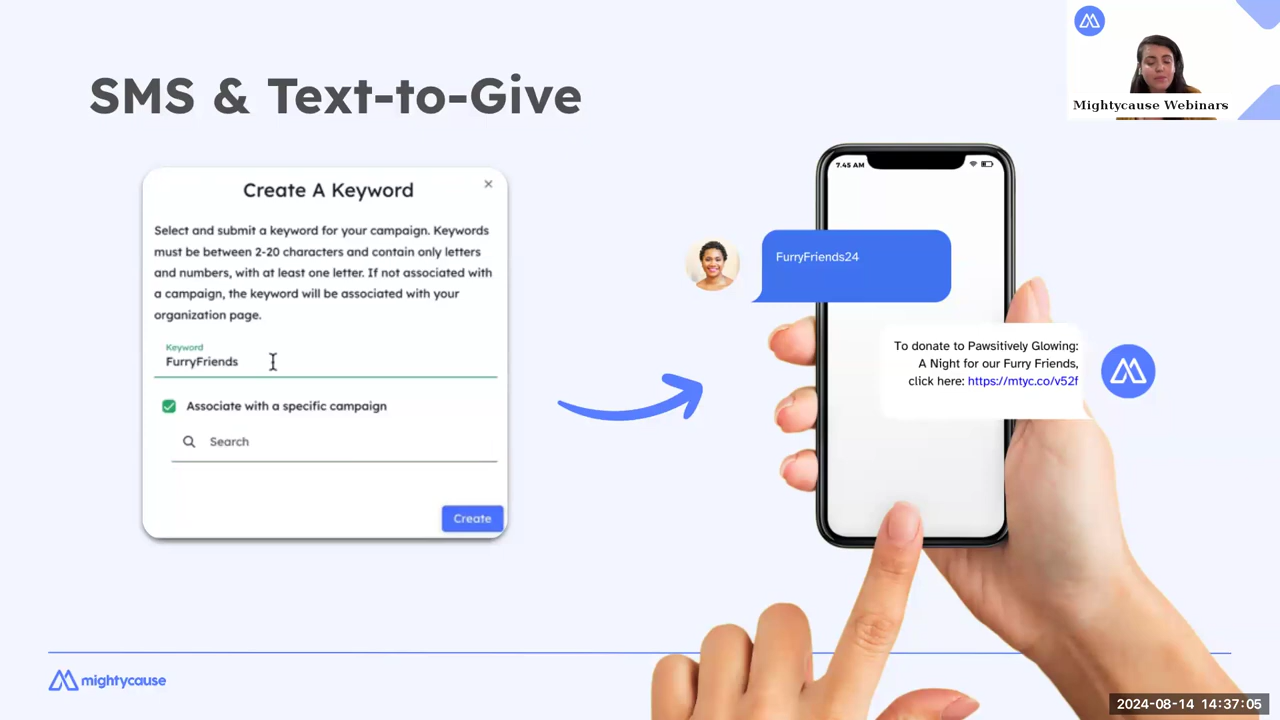 SMS & Text-to-Give
Mightycause Webinars
Create A Keyword
×
Select and submit a keyword for your campaign. Keywords
must be between 2-20 characters and contain only letters
and numbers, with at least one letter. If not associated with
a campaign, the keyword will be associated with your
organization page.
Keyword
FurryFriends
Associate with a specific campaign
Search
Create
7.45 AM
FurryFriends24
To donate to Pawsitively Glowing:
A Night for our Furry Friends,
click here: https://mtyc.co/v52f
mightycause
2024-08-14 14:37:05